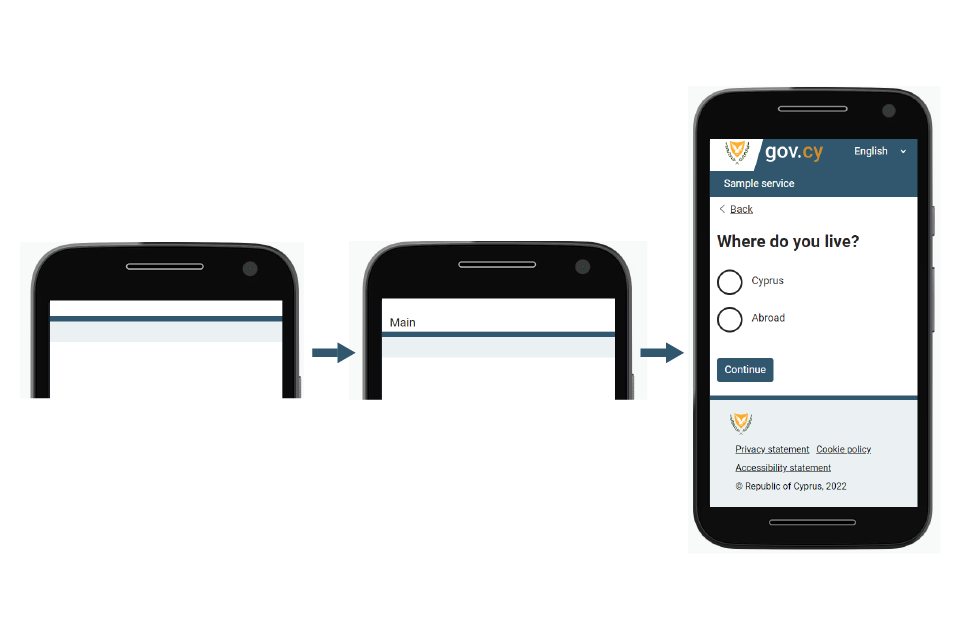 Main
gov.cy English
Sample service
Back
Where do you live?
Cyprus
Abroad
Continue
Privacy statement Cookie policy
Accessibility statement
© Republic of Cyprus, 2022